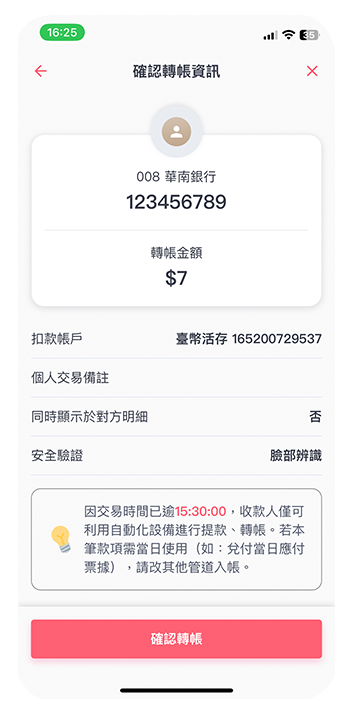 16:25
35
確認轉帳資訊
008 華南銀行
123456789
轉帳金額
$7
扣款帳戶 臺幣活存 165200729537
個人交易備註
同時顯示於對方明細 否
安全驗證 臉部辨識
因交易時間已逾15:30:00，收款人僅可
利用自動化設備進行提款、轉帳。若本
筆款項需當日使用（如：兌付當日應付
票據），請改其他管道入帳。
確認轉帳